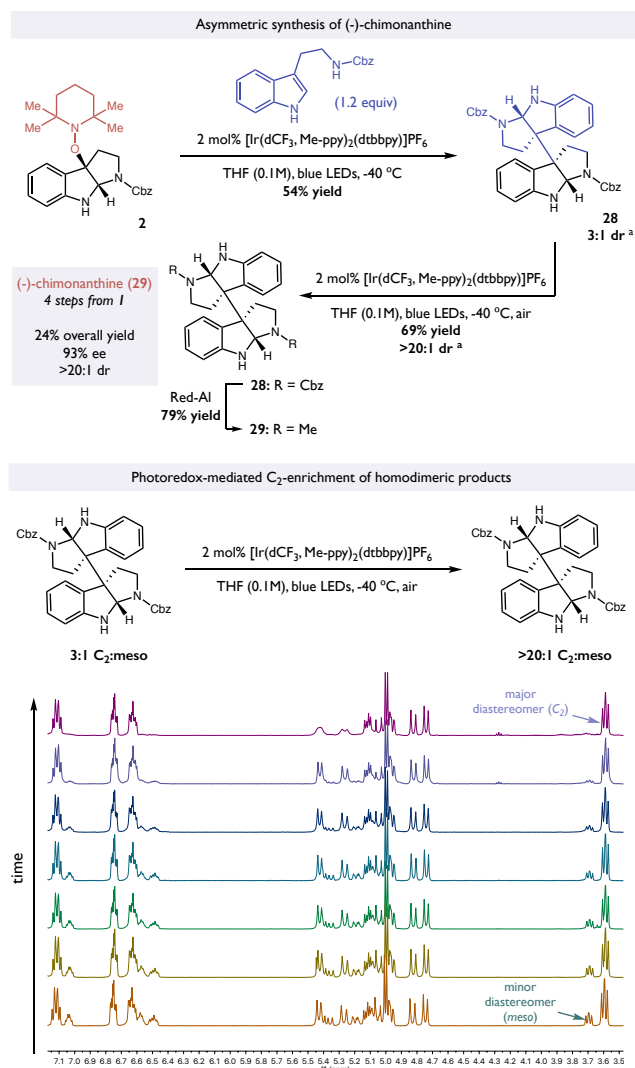 Asymmetric synthesis of (-)-chimonanthine
Me
Me
Me
Me
N
O
N
Cbz
N
H
H
2
H
N
Cbz
N
H
(1.2 equiv)
2 mol% [Ir(dCF3, Me-ppy)2(dtbbpy)]PF6
THF (0.1M), blue LEDs, -40 °C
54% yield
Cbz
N
H
H
N
N
H
H
N
Cbz
28
3:1 dr a
(-)-chimonanthine (29)
4 steps from 1
24% overall yield
93% ee
>20:1 dr
R
N
H
H
N
N
H
H
N
R
2 mol% [Ir(dCF3, Me-ppy)2(dtbbpy)]PF6
THF (0.1M), blue LEDs, -40 °C, air
69% yield
>20:1 dr a
Red-Al
79% yield
28: R = Cbz
29: R = Me
Photoredox-mediated C2-enrichment of homodimeric products
Cbz
N
H
H
N
N
H
H
N
Cbz
3:1 C2:meso
2 mol% [Ir(dCF3, Me-ppy)2(dtbbpy)]PF6
THF (0.1M), blue LEDs, -40 °C, air
Cbz
N
H
H
N
N
H
H
N
Cbz
>20:1 C2:meso
time
major
diastereomer (C2)
minor
diastereomer
(meso)
7.1 7.0 6.9 6.8 6.7 6.6 6.5 6.4 6.3 6.2 6.1 6.0 5.9 5.8 5.7 5.6 5.5 5.4 5.3 5.2 5.1 5.0 4.9 4.8 4.7 4.6 4.5 4.4 4.3 4.2 4.1 4.0 3.9 3.8 3.7 3.6 3.5